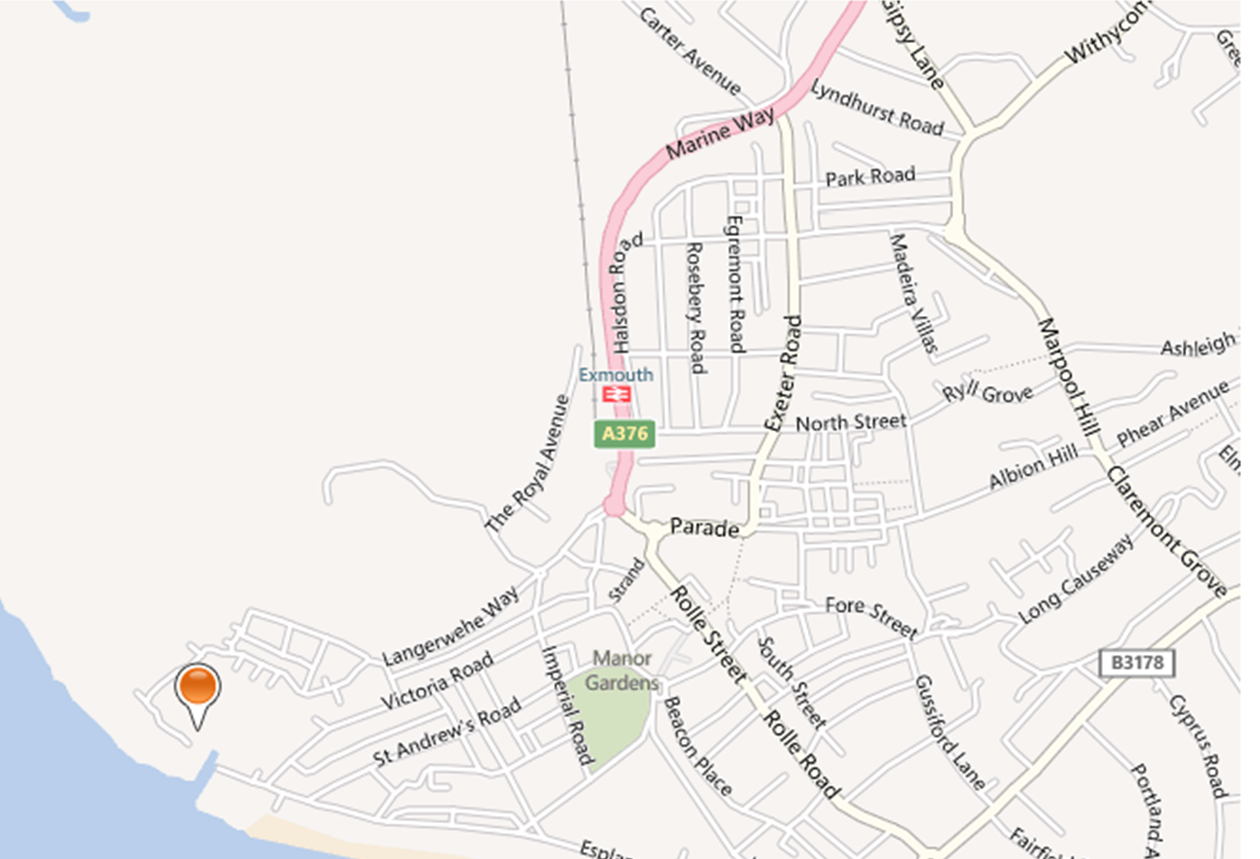 Carter Avenue
Gipsy Lane
Withycom
Gree
Lyndhurst Road
Marine Way
Park Road
Halsdon Road
Rosebery Road
Egremont Road
Madeira Villas
Exeter Road
Marpool Hill
Ashleigh
Exmouth
Ryll Grove
A376
North Street
Phear Avenue
The Royal Avenue
Albion Hill
Elm
Parade
Claremont Grove
Long Causeway
Strand
Langerwehe Way
Rolle Street
Fore Street
Manor
Gardens
Victoria Road
Imperial Road
South Street
B3178
St Andrew's Road
Beacon Place
Rolle Road
Gussiford Lane
Cyprus Road
Portland A
Fairfi
Esplan